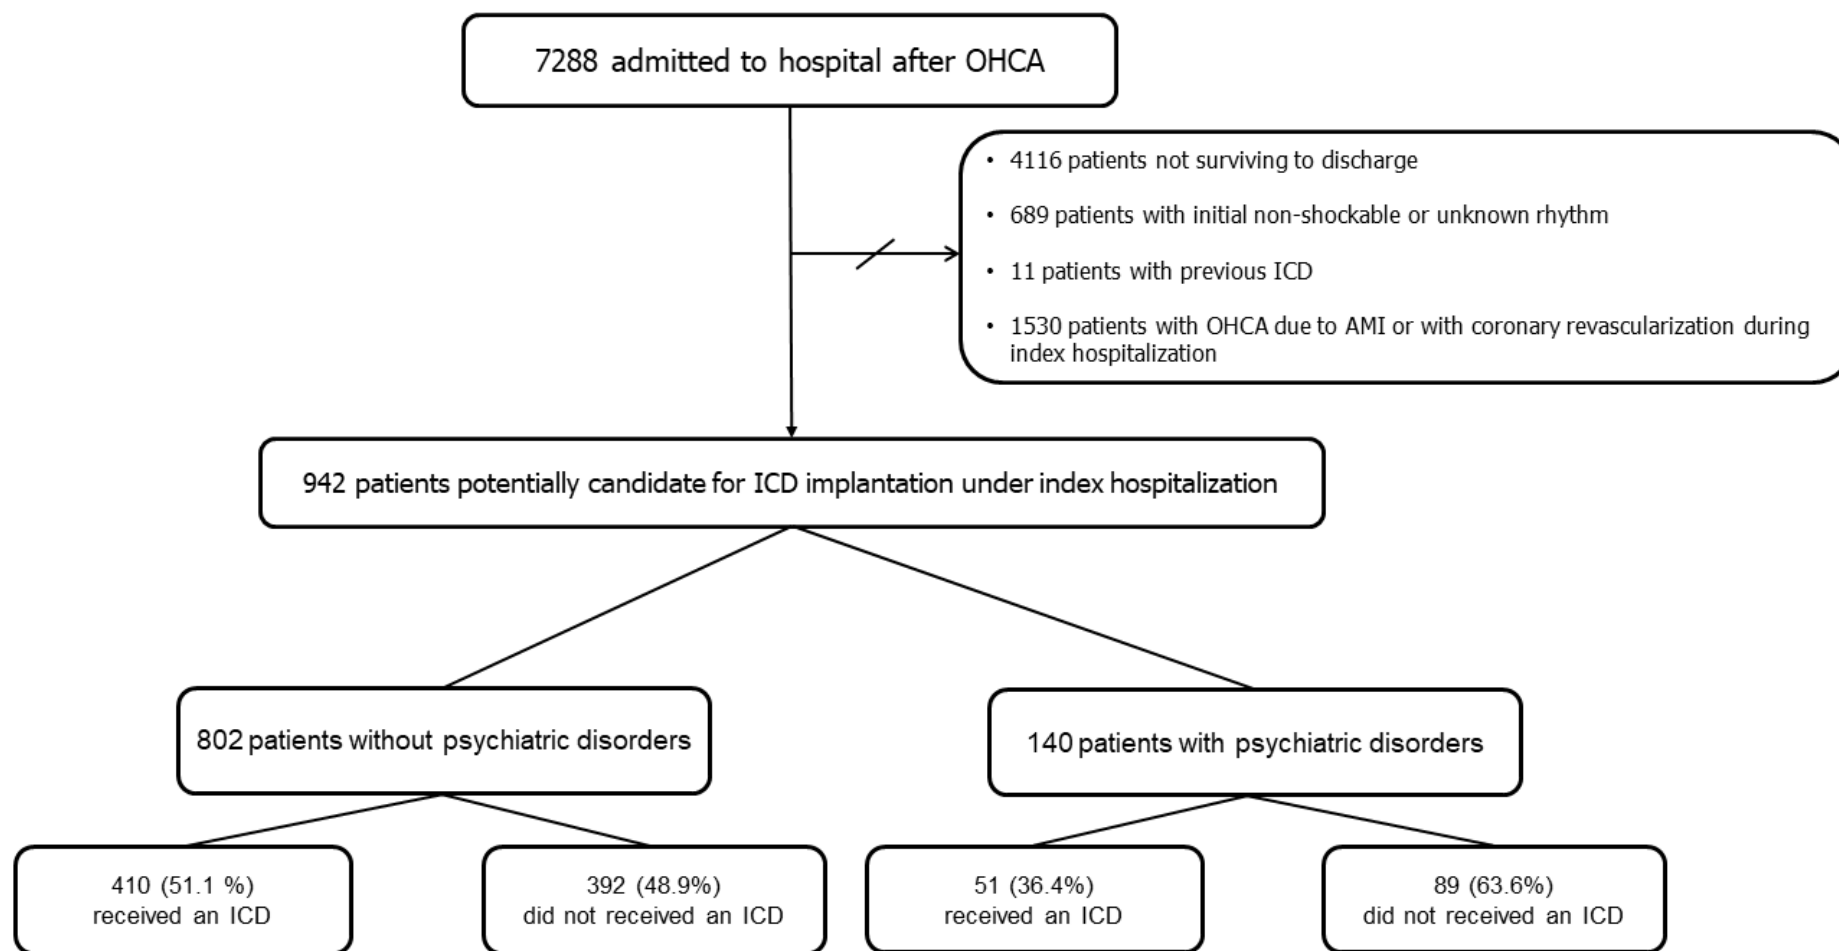 7288 admitted to hospital after OHCA
• 4116 patients not surviving to discharge
• 689 patients with initial non-shockable or unknown rhythm
• 11 patients with previous ICD
• 1530 patients with OHCA due to AMI or with coronary revascularization during
index hospitalization
942 patients potentially candidate for ICD implantation under index hospitalization
802 patients without psychiatric disorders
140 patients with psychiatric disorders
410 (51.1 %)
received an ICD
392 (48.9%)
did not received an ICD
51 (36.4%)
received an ICD
89 (63.6%)
did not received an ICD